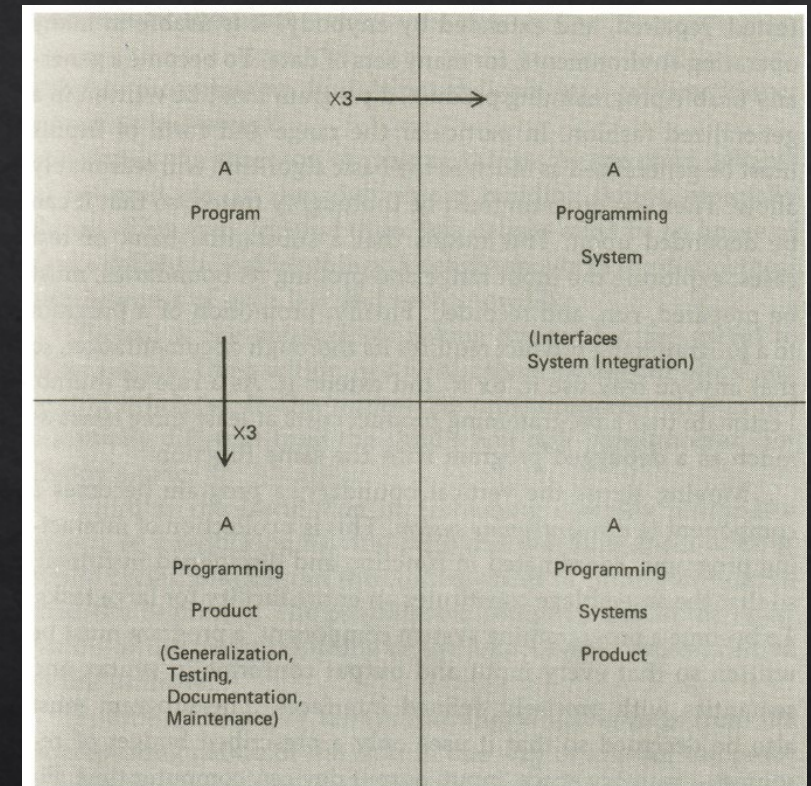 X3
A
Program
A
Programming
System
(Interfaces
System Integration)
X3
A
Programming
Product
(Generalization,
Testing,
Documentation,
Maintenance)
A
Programming
Systems
Product